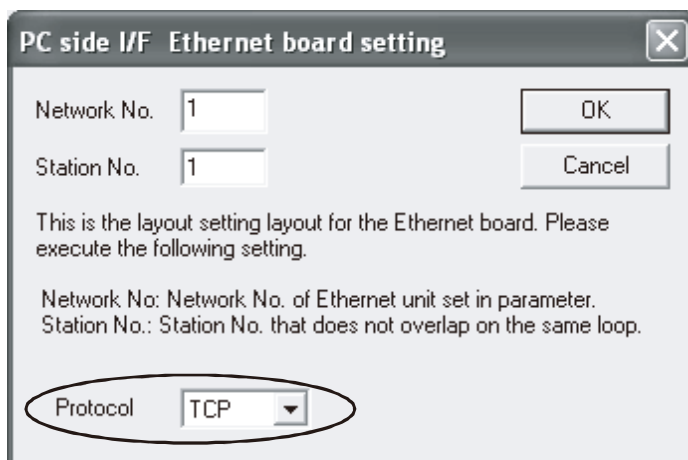 PC side I/F Ethernet board setting
Network No. 1
OK
Station No. 1
Cancel
This is the layout setting layout for the Ethernet board. Please
execute the following setting.
Network No: Network No. of Ethernet unit set in parameter.
Station No.: Station No. that does not overlap on the same loop.
Protocol TCP